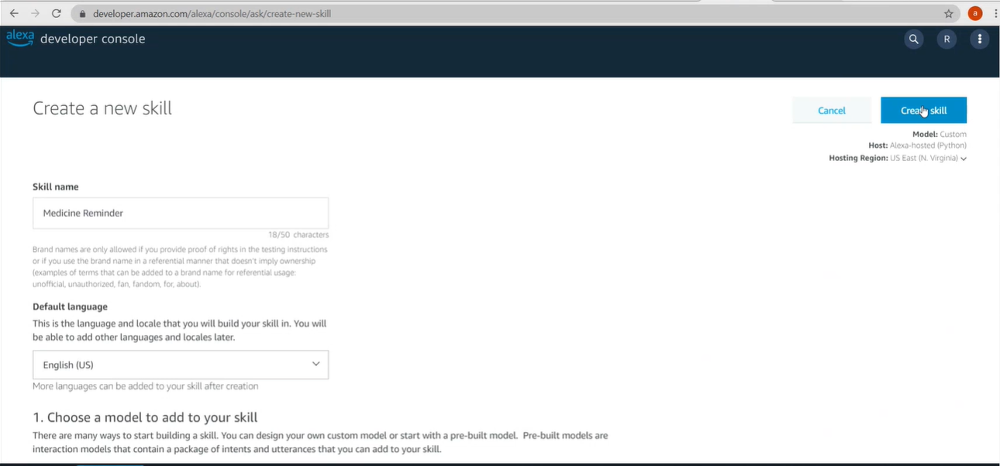 developer.amazon.com/alexa/console/ask/create-new-skill
a
alexa developer console
R
Create a new skill
Cancel
Create skill
Model: Custom
Host: Alexa-hosted (Python)
Hosting Region: US East (N. Virginia)
Skill name
Medicine Reminder
18/50 characters
Brand names are only allowed if you provide proof of rights in the testing instructions
or if you use the brand name in a referential manner that doesn't imply ownership
(examples of terms that can be added to a brand name for referential usage:
unofficial, unauthorized, fan, fandom, for, about).
Default language
This is the language and locale that you will build your skill in. You will
be able to add other languages and locales later.
English (US)
More languages can be added to your skill after creation
1. Choose a model to add to your skill
There are many ways to start building a skill. You can design your own custom model or start with a pre-built model. Pre-built models are
interaction models that contain a package of intents and utterances that you can add to your skill.